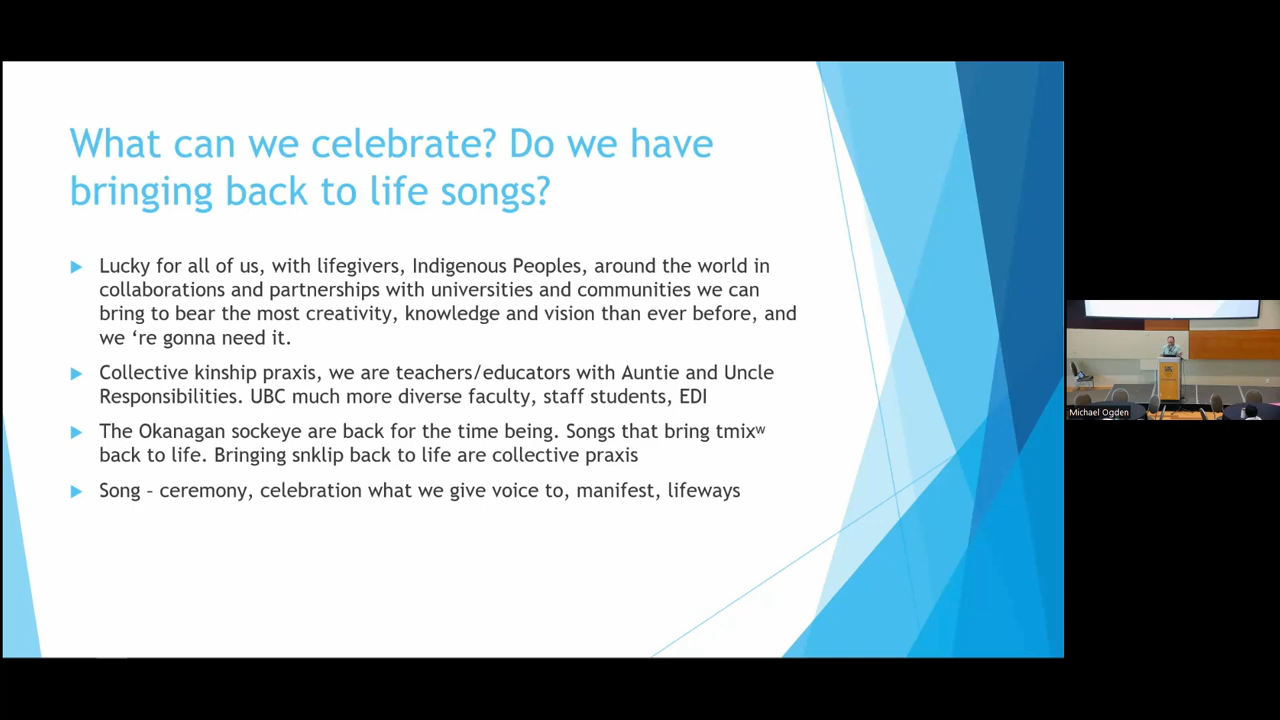 What can we celebrate? Do we have
bringing back to life songs?
Lucky for all of us, with lifegivers, Indigenous Peoples, around the world in
collaborations and partnerships with universities and communities we can
bring to bear the most creativity, knowledge and vision than ever before, and
we ‘re gonna need it.
Collective kinship praxis, we are teachers/educators with Auntie and Uncle
Responsibilities. UBC much more diverse faculty, staff students, EDI
The Okanagan sockeye are back for the time being. Songs that bring tmixʷ
back to life. Bringing snklip back to life are collective praxis
Song – ceremony, celebration what we give voice to, manifest, lifeways
Michael Ogden